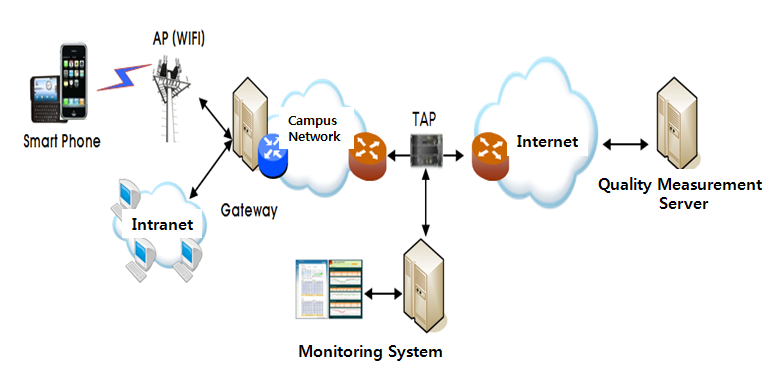 AP (WIFI)
Smart Phone
Campus
Network
TAP
Internet
Quality Measurement
Server
Intranet
Gateway
Monitoring System